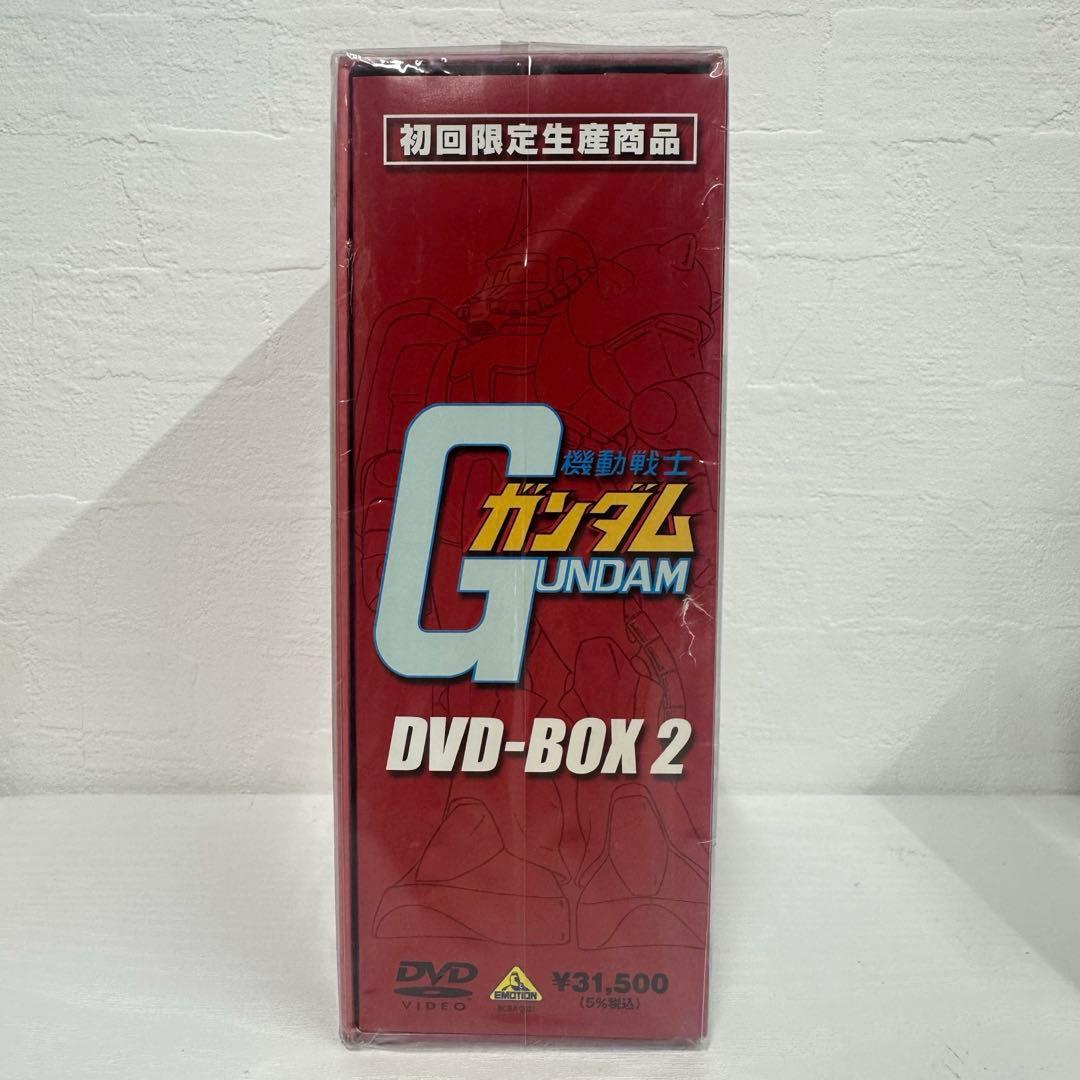 初回限定生産商品
機動戦士
ガンダム
GUNDAM
DVD-BOX 2
DVD
VIDEO
EMOTION
¥31,500
(5%税込)